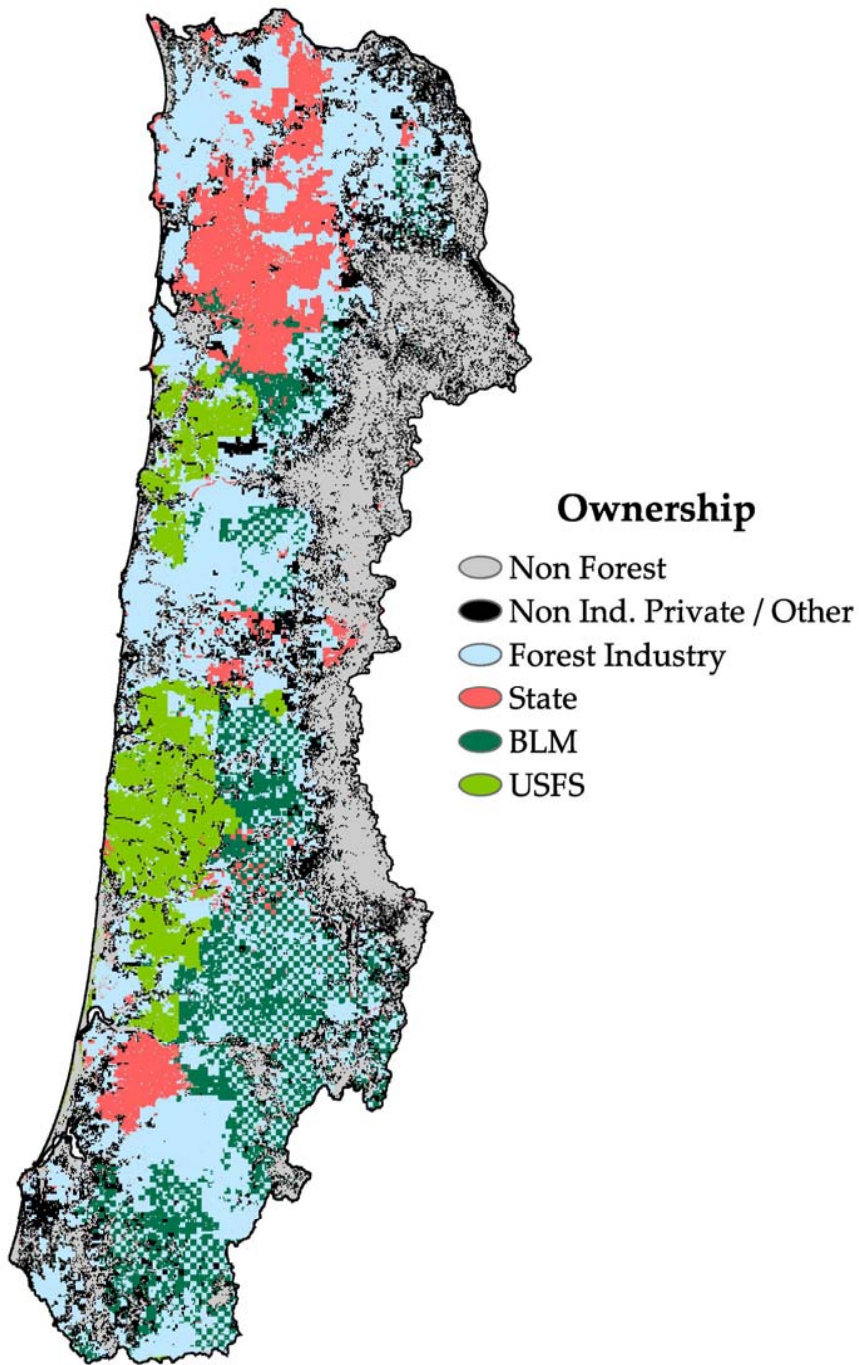 Ownership
Non Forest
Non Ind. Private / Other
Forest Industry
State
BLM
USFS